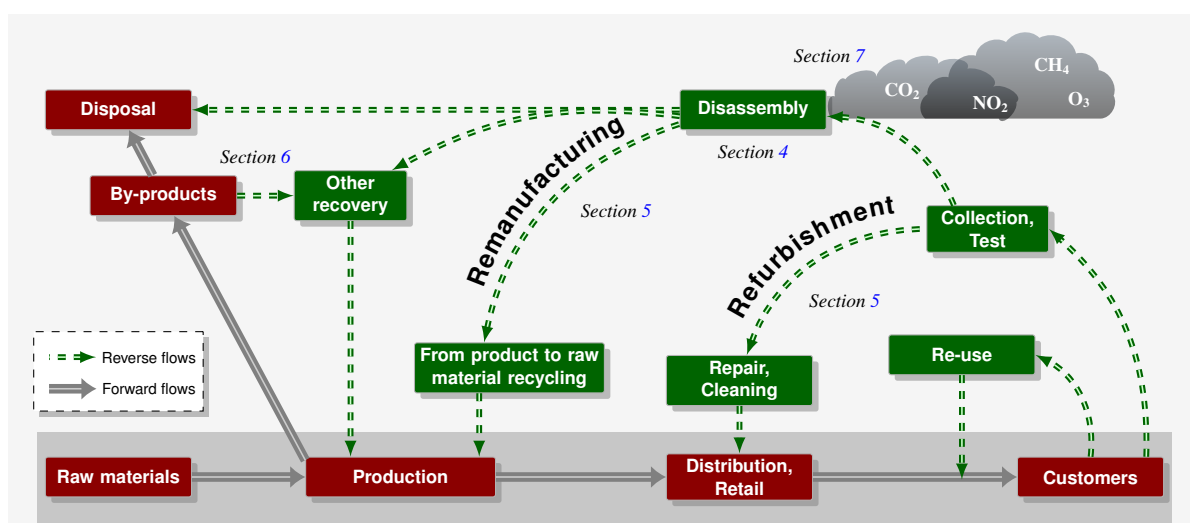 Section 7
CH4
CO2
NO2
O3
Disposal
Disassembly
Section 4
Section 6
By-products
Other
recovery
Remanufacturing
Section 5
Refurbishment
Collection,
Test
Section 5
Reverse flows
Forward flows
From product to raw
material recycling
Repair,
Cleaning
Re-use
Raw materials
Production
Distribution,
Retail
Customers